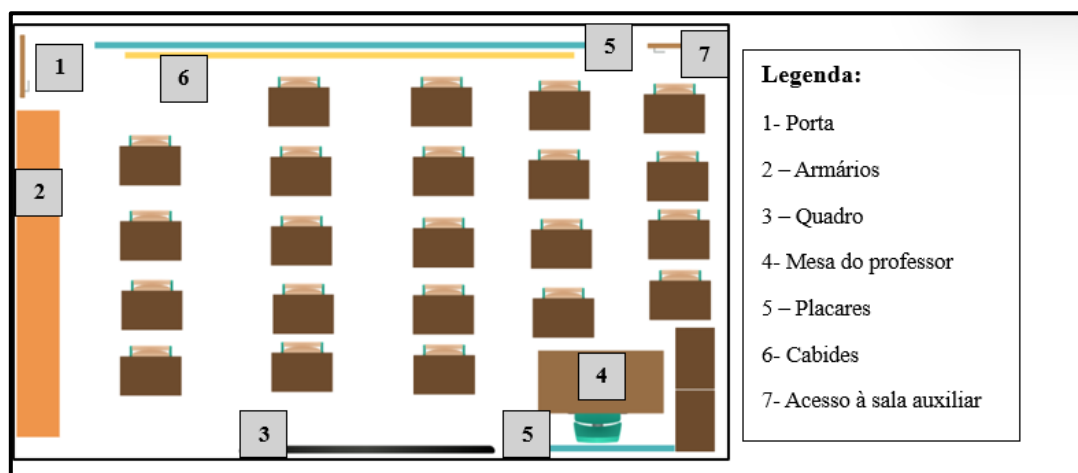 1
5
7
6
2
4
3
5
Legenda:
1- Porta
2 – Armários
3 – Quadro
4- Mesa do professor
5 – Placares
6- Cabides
7- Acesso à sala auxiliar